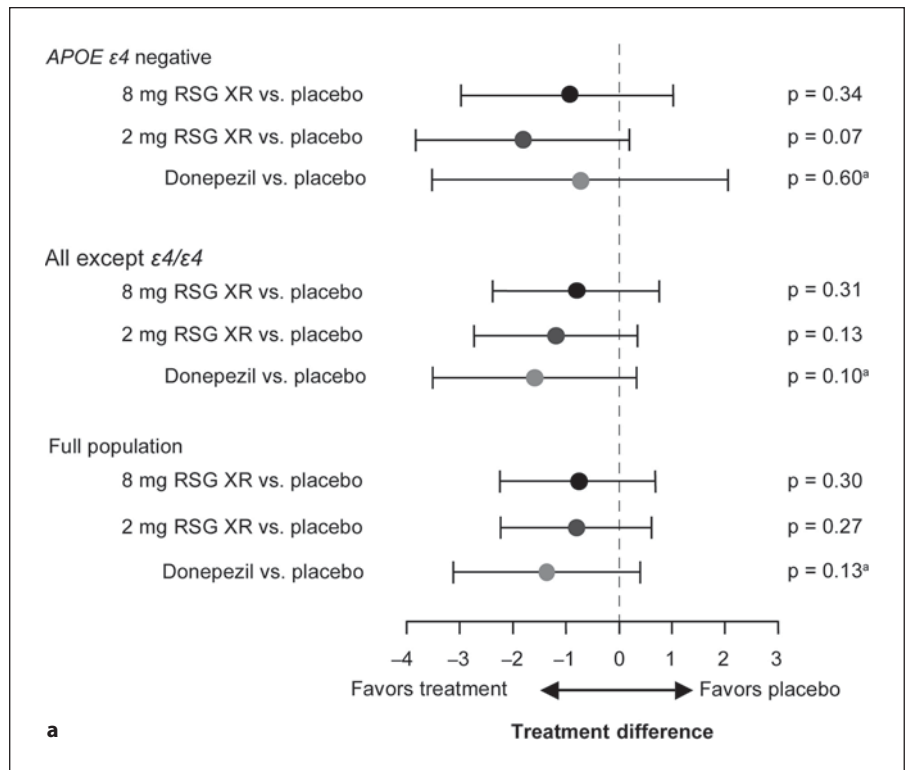 APOE ε4 negative
8 mg RSG XR vs. placebo p = 0.34
2 mg RSG XR vs. placebo p = 0.07
Donepezil vs. placebo p = 0.60ᵃ
All except ε4/ε4
8 mg RSG XR vs. placebo p = 0.31
2 mg RSG XR vs. placebo p = 0.13
Donepezil vs. placebo p = 0.10ᵃ
Full population
8 mg RSG XR vs. placebo p = 0.30
2 mg RSG XR vs. placebo p = 0.27
Donepezil vs. placebo p = 0.13ᵃ
–4 –3 –2 –1 0 1 2 3
Favors treatment Favors placebo
a Treatment difference